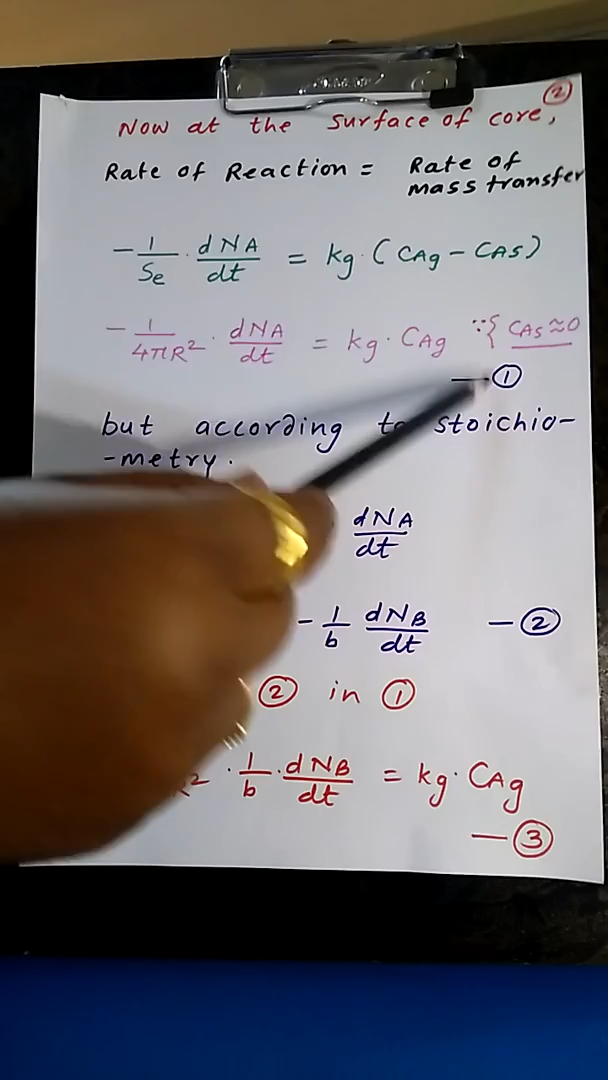 ②
Now at the surface of core,
Rate of Reaction = Rate of mass transfer
- 1/Se · dNA/dt = kg · (CAg - CAS)
- 1/4πR² · dNA/dt = kg · CAg ∵ { CAS ≈ 0
— ①
but according to stoichio-
-metry.
dNA/dt
- 1/b dNB/dt — ②
② in ①
R² · 1/b · dNB/dt = kg · CAg
— ③